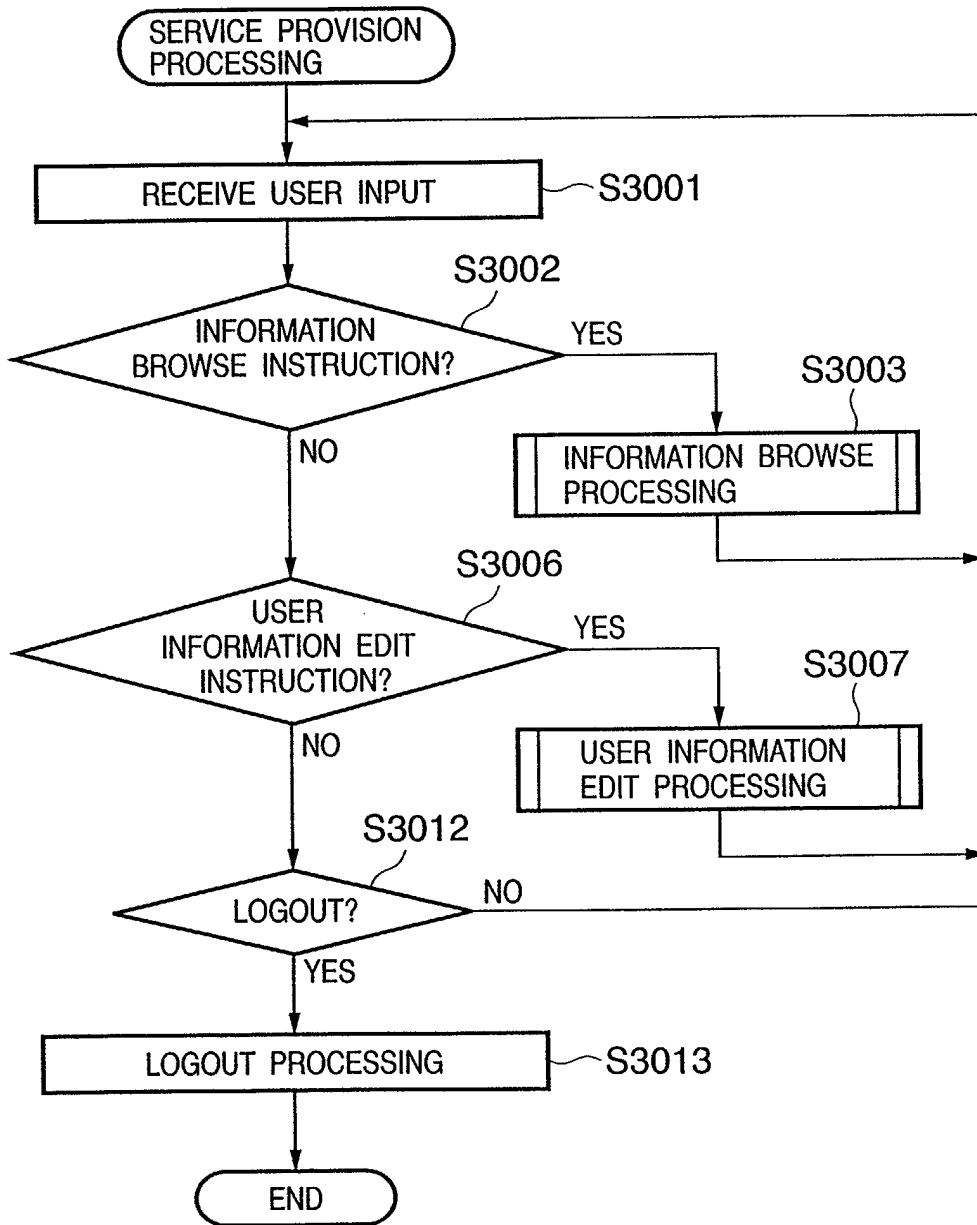 SERVICE PROVISION
PROCESSING
RECEIVE USER INPUT
S3001
S3002
INFORMATION
BROWSE INSTRUCTION?
YES
NO
S3003
INFORMATION BROWSE
PROCESSING
S3006
USER
INFORMATION EDIT
INSTRUCTION?
YES
NO
S3007
USER INFORMATION
EDIT PROCESSING
S3012
LOGOUT?
NO
YES
LOGOUT PROCESSING
S3013
END